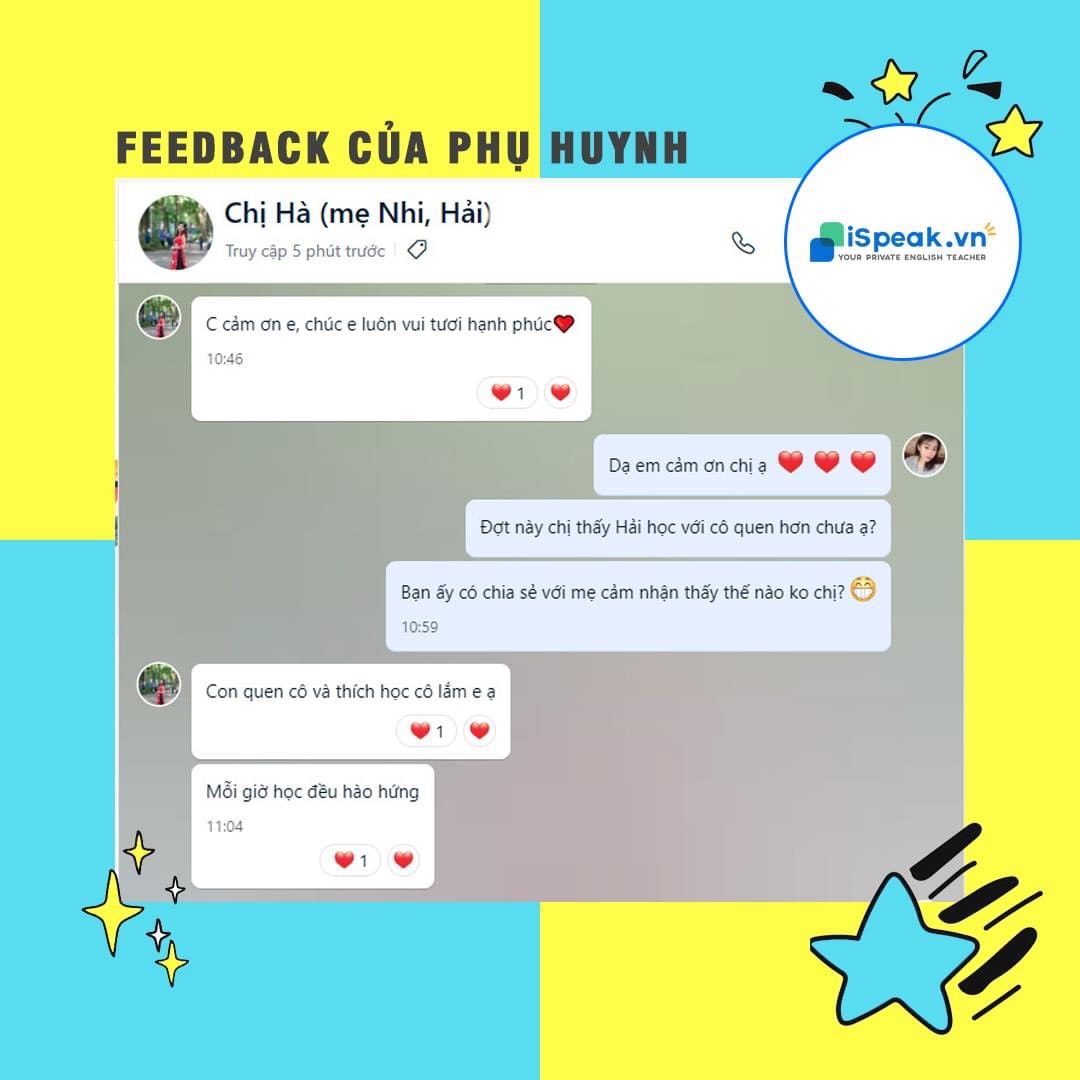 FEEDBACK CỦA PHỤ HUYNH
iSpeak.vn
YOUR PRIVATE ENGLISH TEACHER
Chị Hà (mẹ Nhi, Hải)
Truy cập 5 phút trước
C cảm ơn e, chúc e luôn vui tươi hạnh phúc❤
10:46
❤ 1 ❤
Dạ em cảm ơn chị ạ ❤ ❤ ❤
Đợt này chị thấy Hải học với cô quen hơn chưa ạ?
Bạn ấy có chia sẻ với mẹ cảm nhận thấy thế nào ko chị? 😁
10:59
Con quen cô và thích học cô lắm e ạ
❤ 1 ❤
Mỗi giờ học đều hào hứng
11:04
❤ 1 ❤